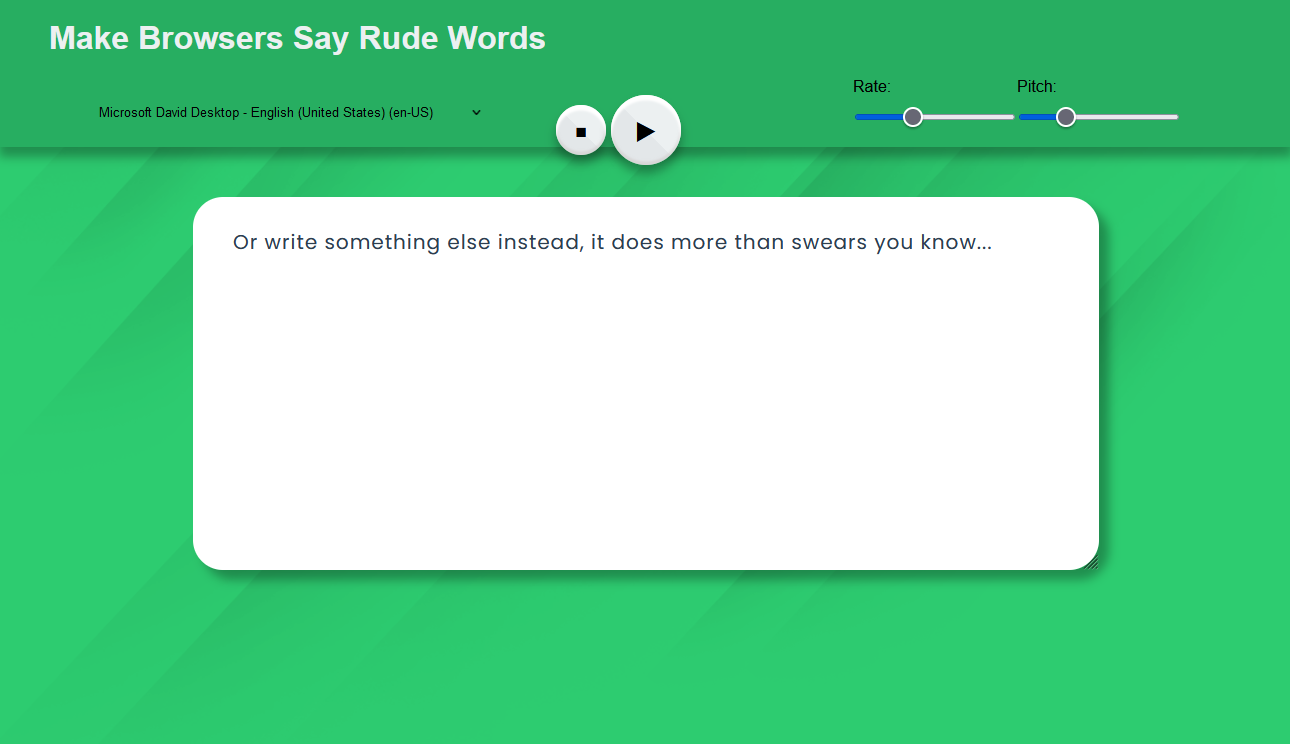 Make Browsers Say Rude Words
Rate: Pitch:
Microsoft David Desktop - English (United States) (en-US)
Or write something else instead, it does more than swears you know...